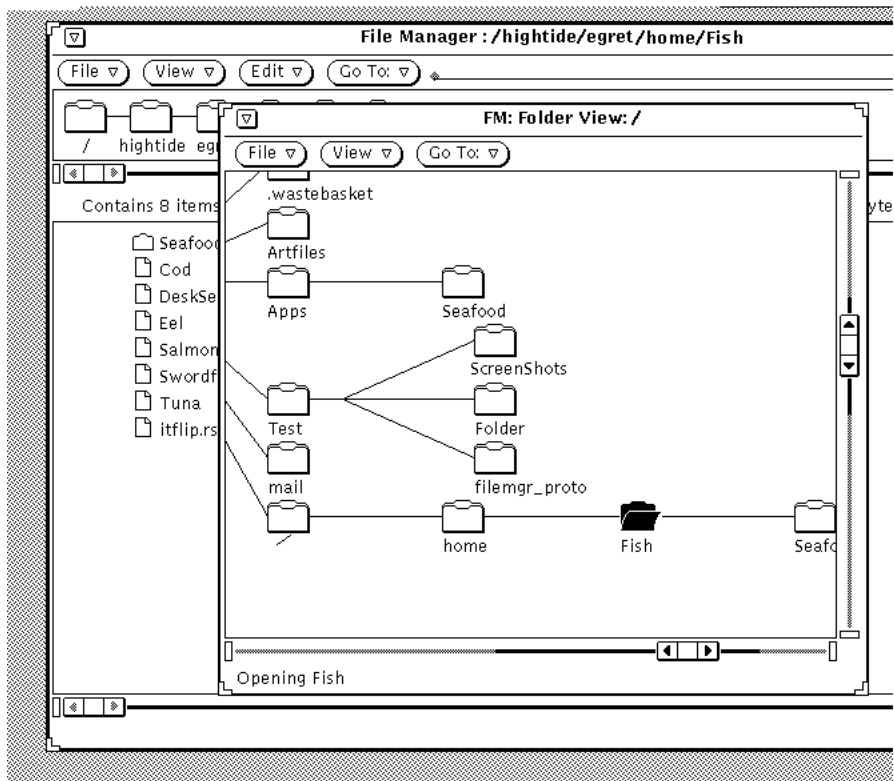 File Manager : /hightide/egret/home/Fish
File View Edit Go To:
/ hightide
Contains 8 items
Cod
Eel
Tuna
FM: Folder View: /
File View Go To:
.wastebasket
Artfiles
Apps Seafood
ScreenShots
Test Folder
mail filemgr_proto
/ home Fish
Opening Fish